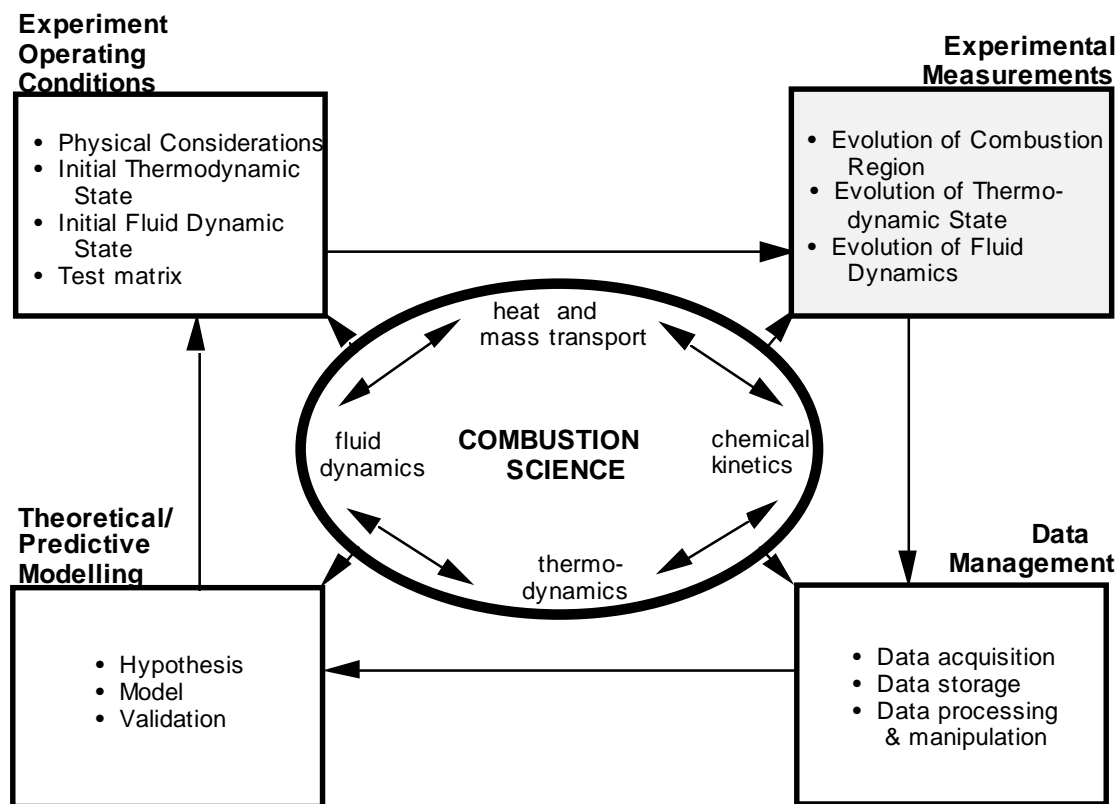 Experiment
Operating
Conditions
• Physical Considerations
• Initial Thermodynamic
State
• Initial Fluid Dynamic
State
• Test matrix
Experimental
Measurements
• Evolution of Combustion
Region
• Evolution of Thermo-
dynamic State
• Evolution of Fluid
Dynamics
heat and
mass transport
fluid
dynamics
COMBUSTION
SCIENCE
chemical
kinetics
thermo-
dynamics
Theoretical/
Predictive
Modelling
• Hypothesis
• Model
• Validation
Data
Management
• Data acquisition
• Data storage
• Data processing
& manipulation